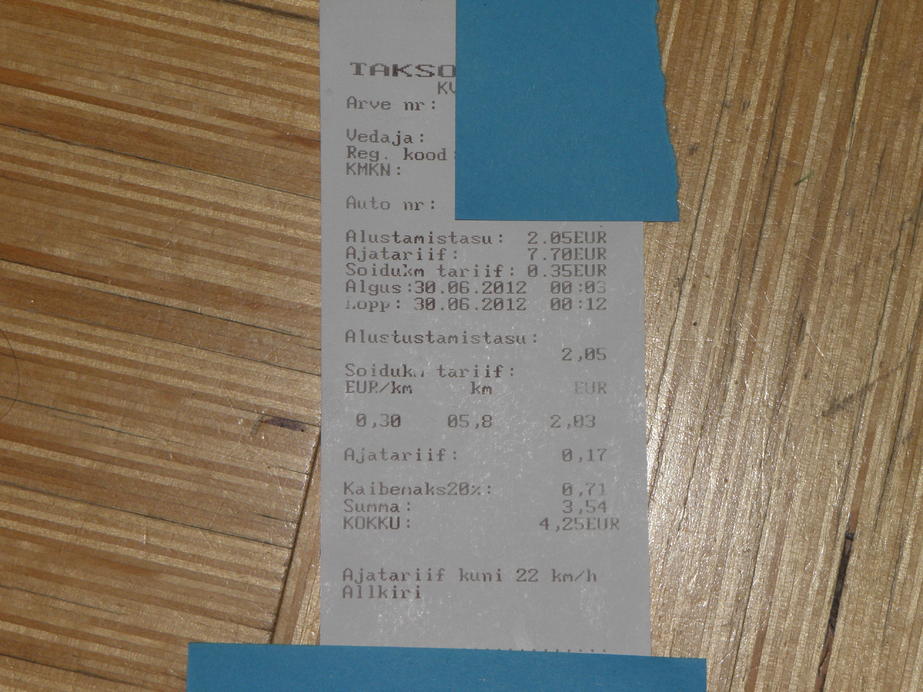 TAKSO
KV
Arve nr:
Vedaja:
Reg. kood
KMKN:
Auto nr:
Alustamistasu: 2.05EUR
Ajatariif: 7.70EUR
Soidukm tariif: 0.35EUR
Algus:30.06.2012 00:03
Lopp: 30.06.2012 00:12
Alustustamistasu:
2,05
Soiduk. tariif:
EUR/km km EUR
0,30 05,8 2,03
Ajatariif: 0,17
Kaibemaks20%: 0,71
Summa: 3,54
KOKKU: 4,25EUR
Ajatariif kuni 22 km/h
Allkiri